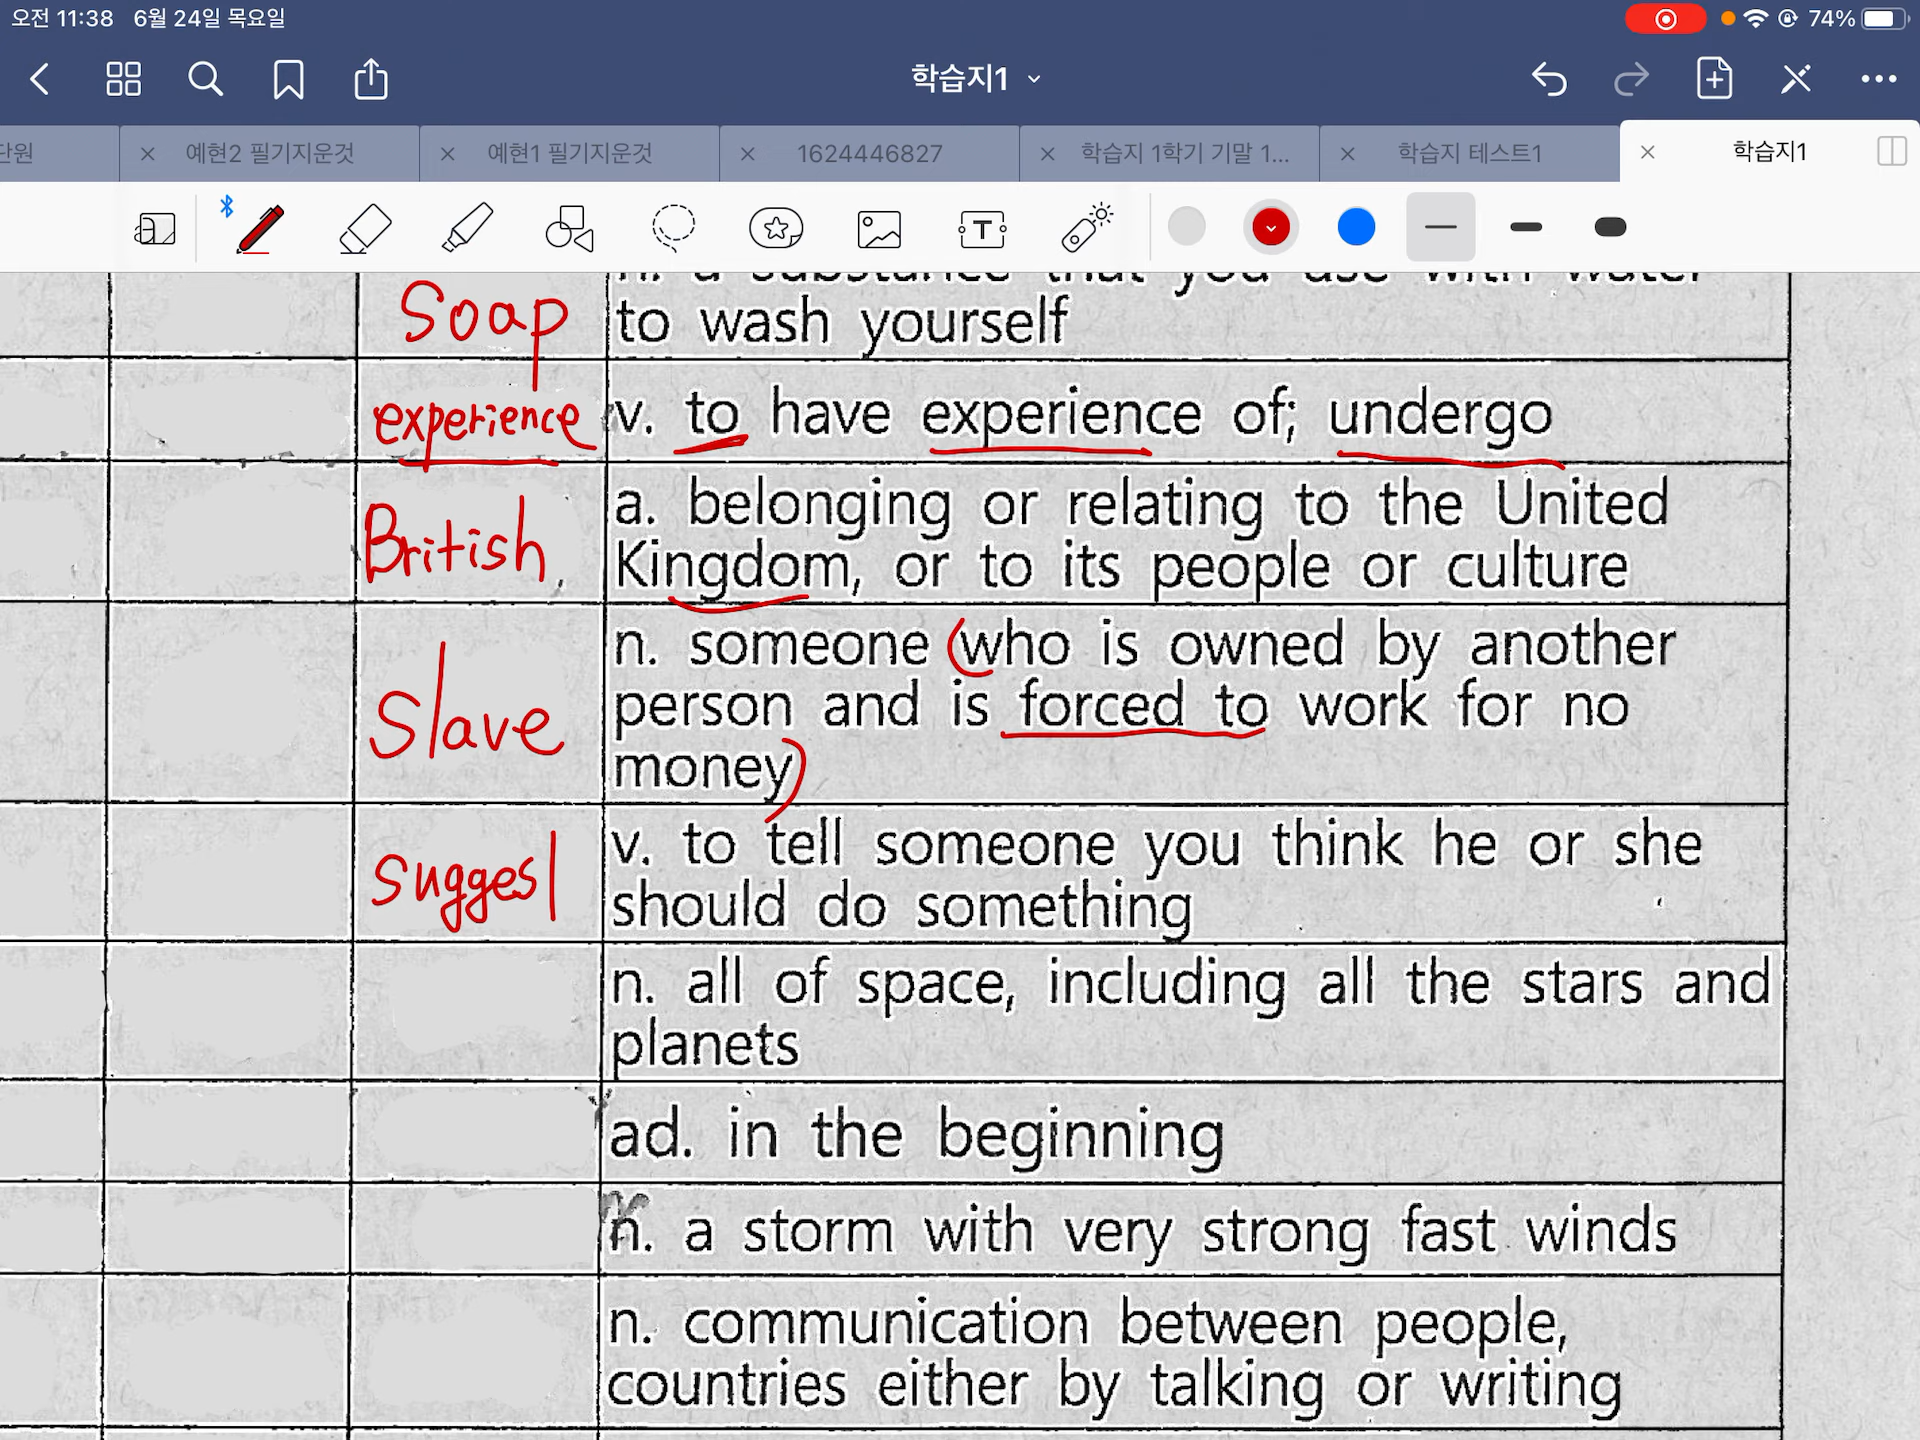 오전 11:38 6월 24일 목요일
74%
학습지1
단원
예현2 필기지운것
예현1 필기지운것
1624446827
학습지 1학기 기말 1...
학습지 테스트1
학습지1
n. a substance that you use with water
Soap
to wash yourself
experience
v. to have experience of; undergo
British
a. belonging or relating to the United
Kingdom, or to its people or culture
Slave
n. someone (who is owned by another
person and is forced to work for no
money)
suggest
v. to tell someone you think he or she
should do something
n. all of space, including all the stars and
planets
ad. in the beginning
n. a storm with very strong fast winds
n. communication between people,
countries either by talking or writing